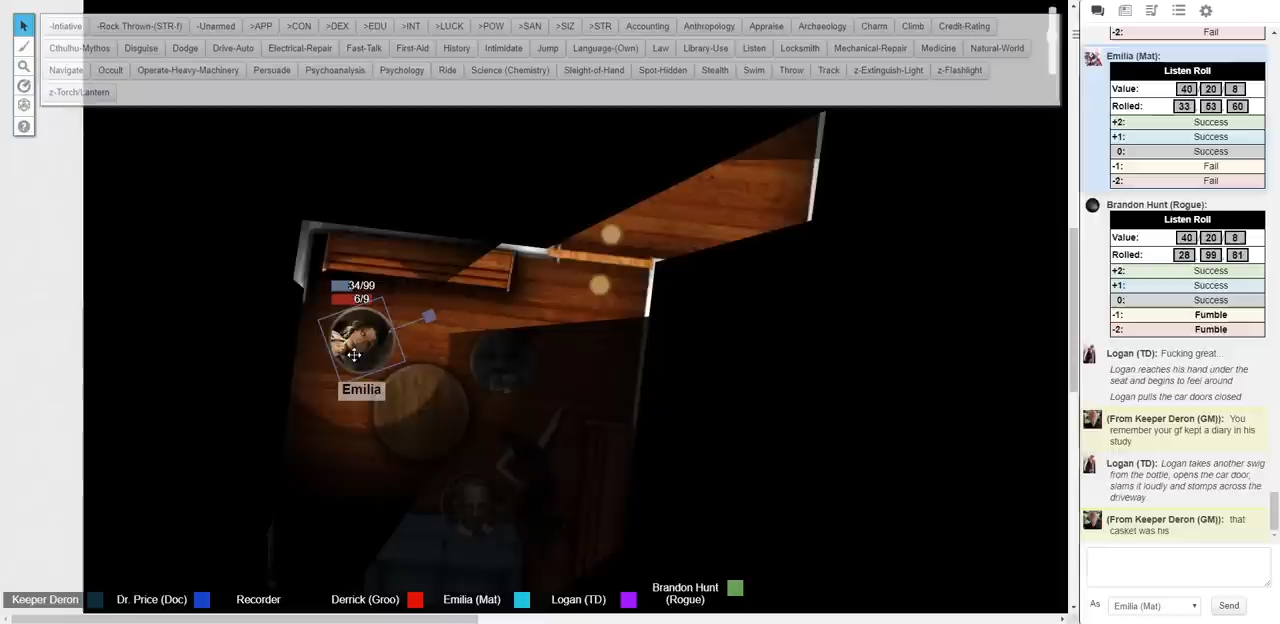 -Intiative -Rock Thrown-(STR-f) -Unarmed >APP >CON >DEX >EDU >INT >LUCK >POW >SAN >SIZ >STR Accounting Anthropology Appraise Archaeology Charm Climb Credit-Rating
Cthulhu-Mythos Disguise Dodge Drive-Auto Electrical-Repair Fast-Talk First-Aid History Intimidate Jump Language-(Own) Law Library-Use Listen Locksmith Mechanical-Repair Medicine Natural-World
Navigate Occult Operate-Heavy-Machinery Persuade Psychoanalysis Psychology Ride Science (Chemistry) Sleight-of-Hand Spot-Hidden Stealth Swim Throw Track z-Extinguish-Light z-Flashlight
z-Torch/Lantern
34/99
6/9
Emilia
Keeper Deron Dr. Price (Doc) Recorder Derrick (Groo) Emilia (Mat) Logan (TD) Brandon Hunt
(Rogue)
-2: Fail
Emilia (Mat):
Listen Roll
Value: 40 20 8
Rolled: 33 53 60
+2: Success
+1: Success
0: Success
-1: Fail
-2: Fail
Brandon Hunt (Rogue):
Listen Roll
Value: 40 20 8
Rolled: 28 99 81
+2: Success
+1: Success
0: Success
-1: Fumble
-2: Fumble
Logan (TD): Fucking great...
Logan reaches his hand under the
seat and begins to feel around
Logan pulls the car doors closed
(From Keeper Deron (GM)): You
remember your gf kept a diary in his
study
Logan (TD): Logan takes another swig
from the bottle, opens the car door,
slams it loudly and stomps across the
driveway.
(From Keeper Deron (GM)): that
casket was his
As Emilia (Mat) Send